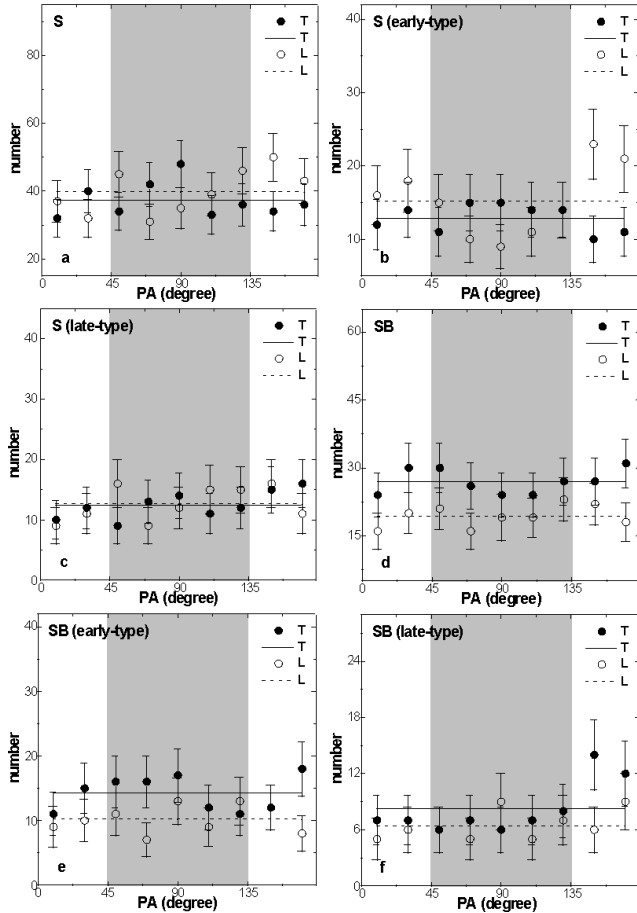 S
T
T
L
L
80
60
40
20
number
a
0 45 90 135
PA (degree)
S (early-type)
T
T
L
L
40
30
20
10
number
b
0 45 90 135
PA (degree)
S (late-type)
T
T
L
L
40
30
20
10
0
number
c
0 45 90 135
PA (degree)
SB
T
T
L
L
60
45
30
15
number
d
0 45 90 135
PA (degree)
SB (early-type)
T
T
L
L
40
30
20
10
0
number
e
0 45 90 135
PA (degree)
SB (late-type)
T
T
L
L
24
18
12
6
0
number
f
0 45 90 135
PA (degree)